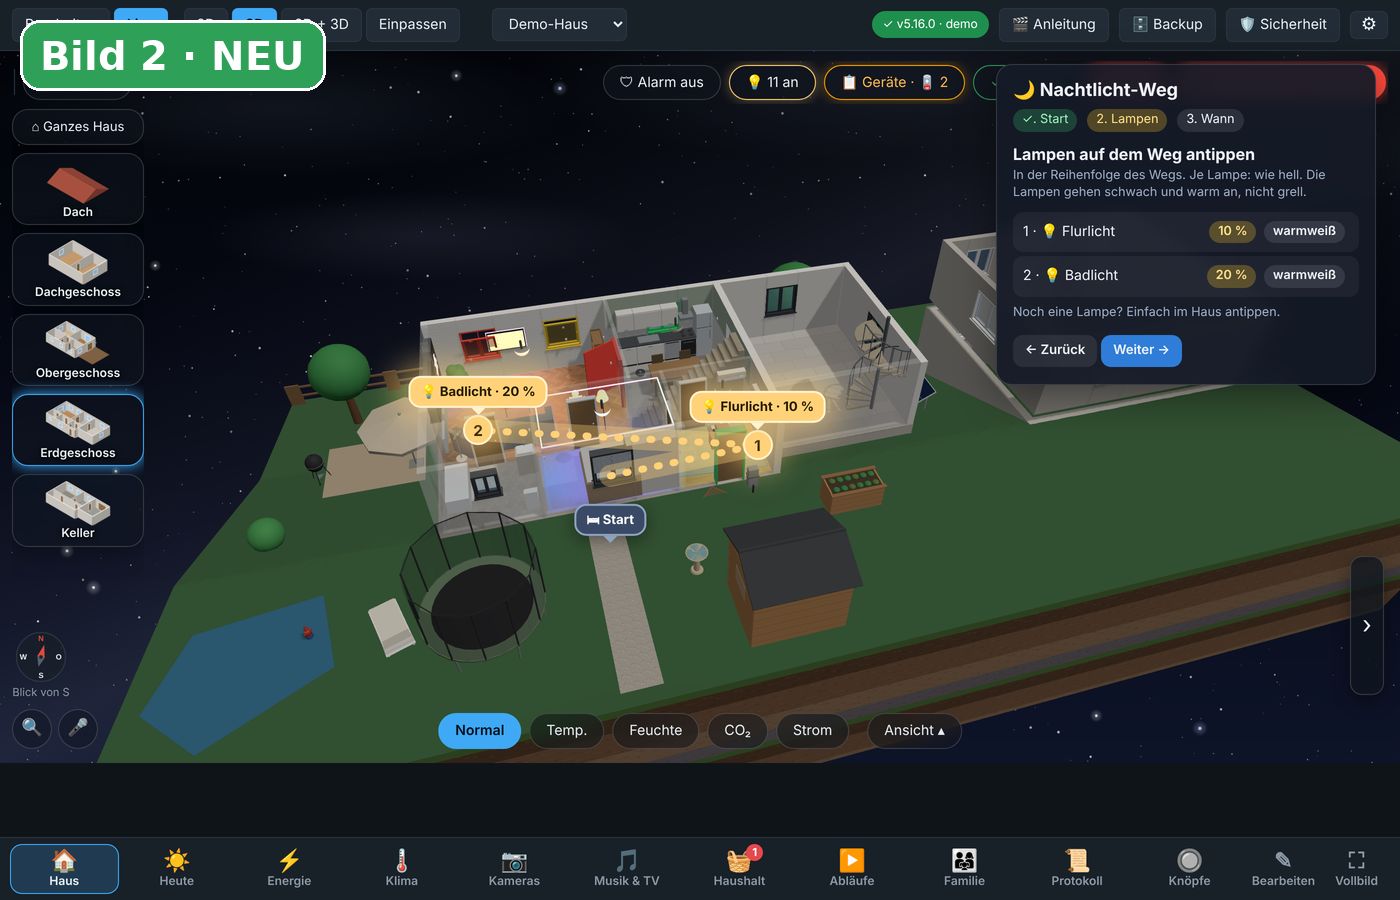 Bild 2 · NEU
3D
Einpassen
Demo-Haus
✓ v5.16.0 · demo
Anleitung
Backup
Sicherheit
Alarm aus
11 an
Geräte · 2
⌂ Ganzes Haus
Dach
Dachgeschoss
Obergeschoss
Erdgeschoss
Keller
Nachtlicht-Weg
✓. Start
2. Lampen
3. Wann
Lampen auf dem Weg antippen
In der Reihenfolge des Wegs. Je Lampe: wie hell. Die
Lampen gehen schwach und warm an, nicht grell.
1 · Flurlicht
10 %
warmweiß
2 · Badlicht
20 %
warmweiß
Noch eine Lampe? Einfach im Haus antippen.
← Zurück
Weiter →
Badlicht · 20 %
Flurlicht · 10 %
2
1
Start
N
W
O
S
Blick von S
›
Normal
Temp.
Feuchte
CO₂
Strom
Ansicht ▴
Haus
Heute
Energie
Klima
Kameras
Musik & TV
1
Haushalt
Abläufe
Familie
Protokoll
Knöpfe
Bearbeiten
Vollbild